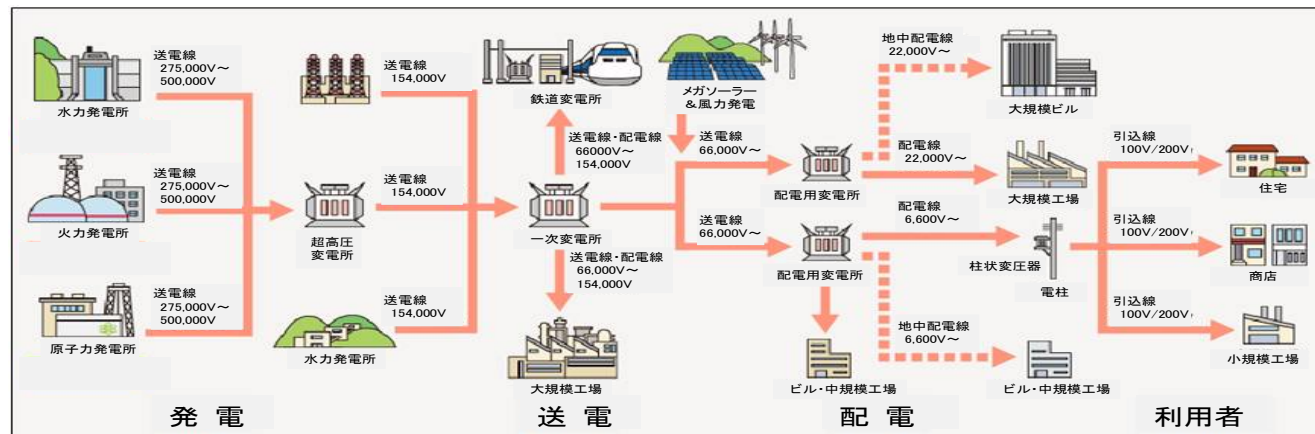 送電線
275,000V～
500,000V
水力発電所
送電線
275,000V～
500,000V
火力発電所
送電線
275,000V～
500,000V
原子力発電所
超高圧
変電所
送電線
154,000V
送電線
154,000V
送電線
154,000V
水力発電所
鉄道変電所
送電線・配電線
66000V～
154,000V
一次変電所
送電線・配電線
66,000V～
154,000V
大規模工場
メガソーラー
＆風力発電
送電線
66,000V～
送電線
66,000V～
配電用変電所
配電用変電所
地中配電線
22,000V～
大規模ビル
配電線
22,000V～
大規模工場
配電線
6,600V～
柱状変圧器
電柱
地中配電線
6,600V～
ビル・中規模工場
ビル・中規模工場
引込線
100V/200V
住宅
引込線
100V/200V
商店
引込線
100V/200V
小規模工場
発 電
送 電
配 電
利用者